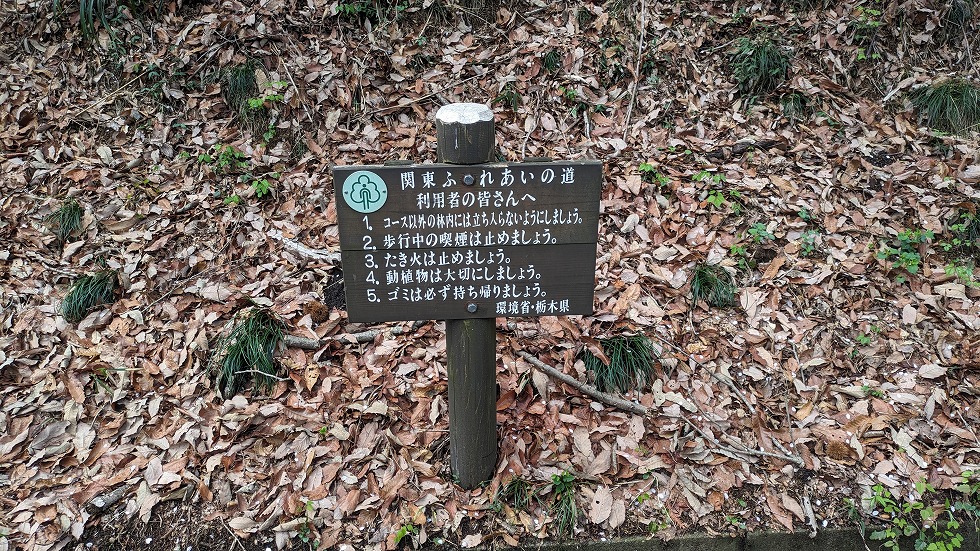 関東ふれあいの道
利用者の皆さんへ
1. コース以外の林内には立ち入らないようにしましょう。
2. 歩行中の喫煙は止めましょう。
3. たき火は止めましょう。
4. 動植物は大切にしましょう。
5. ゴミは必ず持ち帰りましょう。
環境省・栃木県